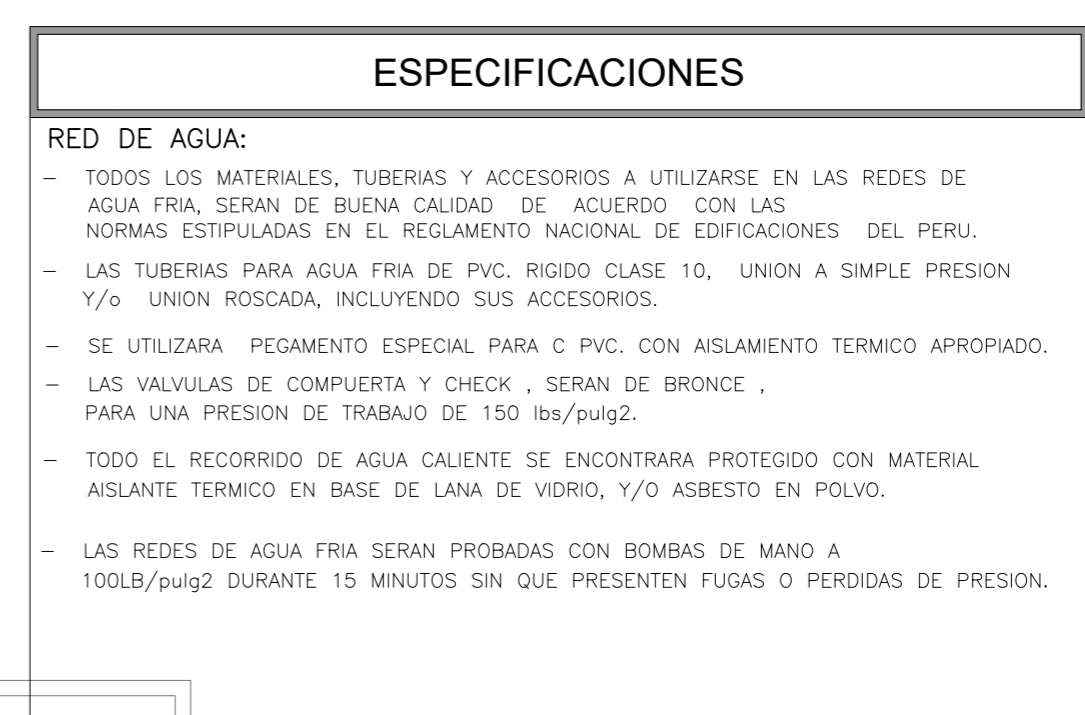 ESPECIFICACIONES
RED DE AGUA:
– TODOS LOS MATERIALES, TUBERIAS Y ACCESORIOS A UTILIZARSE EN LAS REDES DE
AGUA FRIA, SERAN DE BUENA CALIDAD DE ACUERDO CON LAS
NORMAS ESTIPULADAS EN EL REGLAMENTO NACIONAL DE EDIFICACIONES DEL PERU.
– LAS TUBERIAS PARA AGUA FRIA DE PVC. RIGIDO CLASE 10, UNION A SIMPLE PRESION
Y/o UNION ROSCADA, INCLUYENDO SUS ACCESORIOS.
– SE UTILIZARA PEGAMENTO ESPECIAL PARA C PVC. CON AISLAMIENTO TERMICO APROPIADO.
– LAS VALVULAS DE COMPUERTA Y CHECK , SERAN DE BRONCE ,
PARA UNA PRESION DE TRABAJO DE 150 lbs/pulg2.
– TODO EL RECORRIDO DE AGUA CALIENTE SE ENCONTRARA PROTEGIDO CON MATERIAL
AISLANTE TERMICO EN BASE DE LANA DE VIDRIO, Y/O ASBESTO EN POLVO.
– LAS REDES DE AGUA FRIA SERAN PROBADAS CON BOMBAS DE MANO A
100LB/pulg2 DURANTE 15 MINUTOS SIN QUE PRESENTEN FUGAS O PERDIDAS DE PRESION.